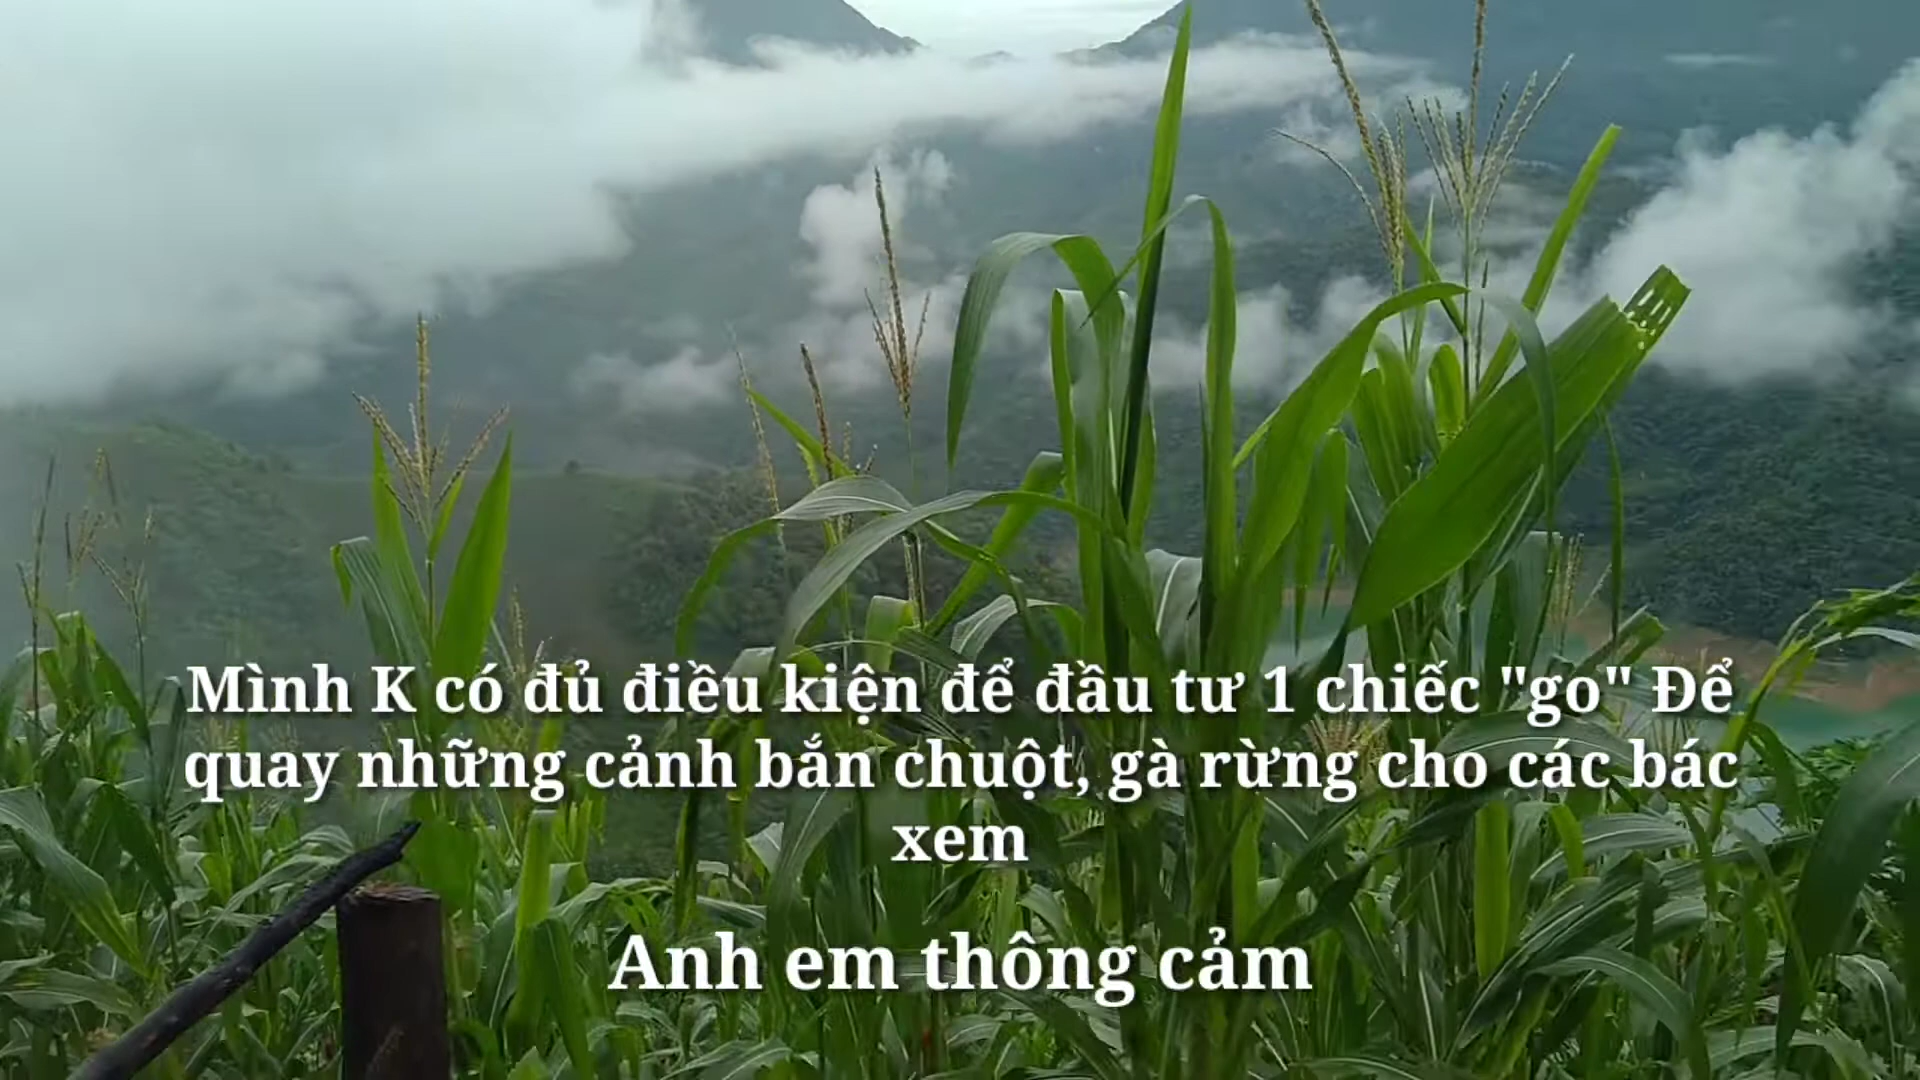 Mình K có đủ điều kiện để đầu tư 1 chiếc "go" Để
quay những cảnh bắn chuột, gà rừng cho các bác
xem
Anh em thông cảm